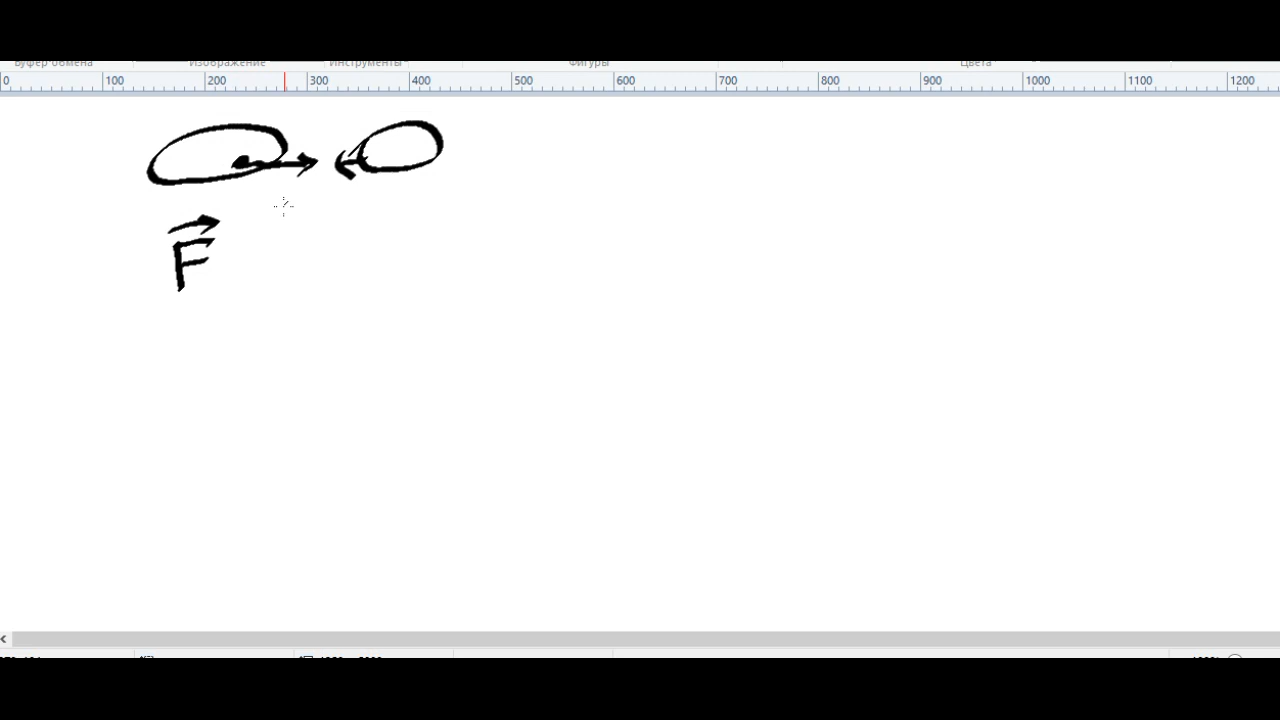 Буфер обмена Изображение Инструменты Фигуры Цвета
0 100 200 300 400 500 600 700 800 900 1000 1100 1200
F